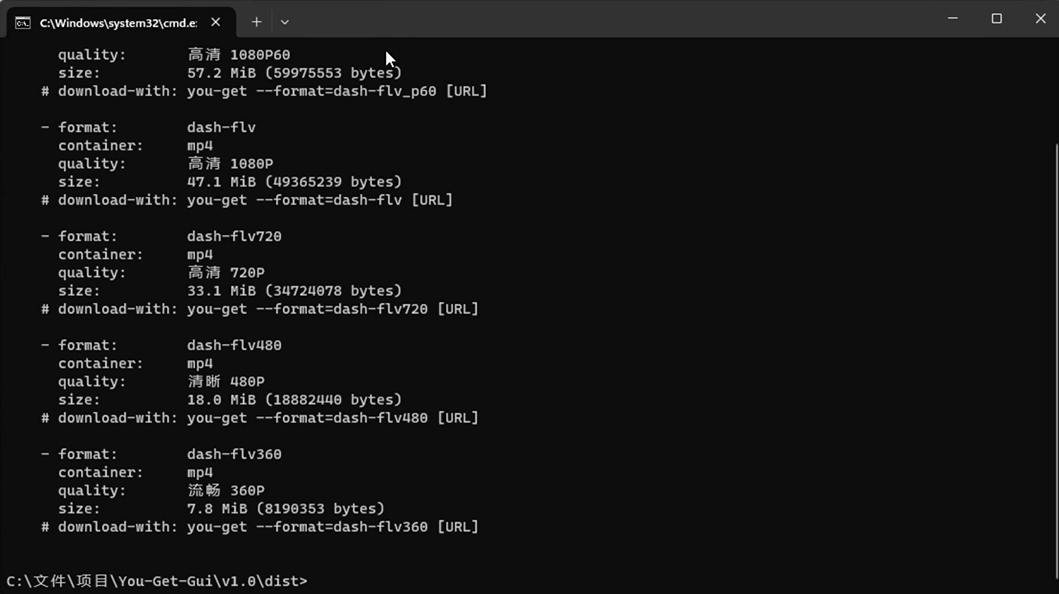 C:\Windows\system32\cmd.e
quality: 高清 1080P60
size: 57.2 MiB (59975553 bytes)
# download-with: you-get --format=dash-flv_p60 [URL]
- format: dash-flv
container: mp4
quality: 高清 1080P
size: 47.1 MiB (49365239 bytes)
# download-with: you-get --format=dash-flv [URL]
- format: dash-flv720
container: mp4
quality: 高清 720P
size: 33.1 MiB (34724078 bytes)
# download-with: you-get --format=dash-flv720 [URL]
- format: dash-flv480
container: mp4
quality: 清晰 480P
size: 18.0 MiB (18882440 bytes)
# download-with: you-get --format=dash-flv480 [URL]
- format: dash-flv360
container: mp4
quality: 流畅 360P
size: 7.8 MiB (8190353 bytes)
# download-with: you-get --format=dash-flv360 [URL]
C:\文件\项目\You-Get-Gui\v1.0\dist>